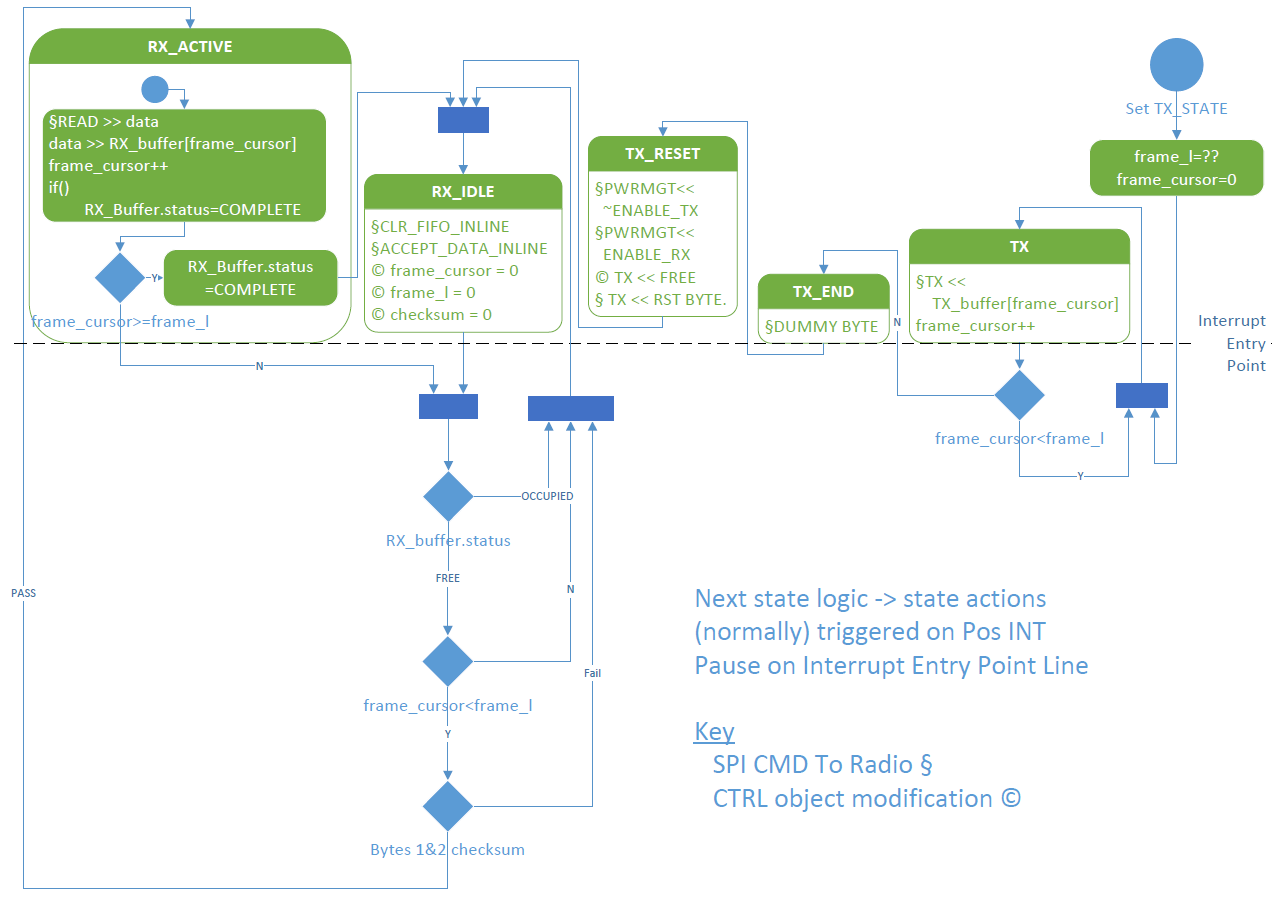 RX_ACTIVE
§READ >> data
data >> RX_buffer[frame_cursor]
frame_cursor++
if()
RX_Buffer.status=COMPLETE
Y
RX_Buffer.status
=COMPLETE
frame_cursor>=frame_l
N
RX_IDLE
§CLR_FIFO_INLINE
§ACCEPT_DATA_INLINE
© frame_cursor = 0
© frame_l = 0
© checksum = 0
TX_RESET
§PWRMGT<<
~ENABLE_TX
§PWRMGT<<
ENABLE_RX
© TX << FREE
§ TX << RST BYTE.
TX_END
§DUMMY BYTE
N
TX
§TX <<
TX_buffer[frame_cursor]
frame_cursor++
Set TX_STATE
frame_l=??
frame_cursor=0
Interrupt
Entry
Point
frame_cursor<frame_l
Y
OCCUPIED
RX_buffer.status
FREE
N
PASS
Fail
frame_cursor<frame_l
Y
Bytes 1&2 checksum
Next state logic -> state actions
(normally) triggered on Pos INT
Pause on Interrupt Entry Point Line
Key
SPI CMD To Radio §
CTRL object modification ©